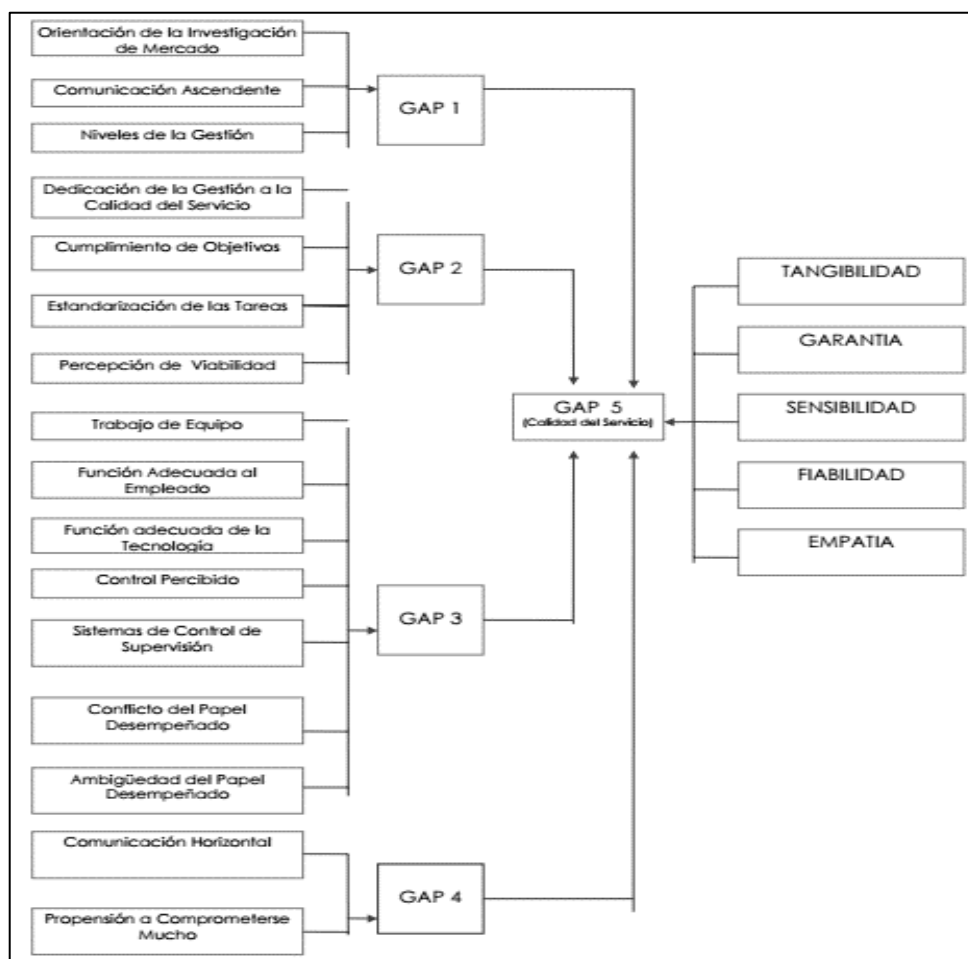 Orientación de la Investigación
de Mercado
Comunicación Ascendente
Niveles de la Gestión
GAP 1
Dedicación de la Gestión a la
Calidad del Servicio
Cumplimiento de Objetivos
Estandarización de las Tareas
Percepción de Viabilidad
GAP 2
Trabajo de Equipo
Función Adecuada al
Empleado
Función adecuada de la
Tecnología
Control Percibido
Sistemas de Control de
Supervisión
Conflicto del Papel
Desempeñado
Ambigüedad del Papel
Desempeñado
GAP 3
Comunicación Horizontal
Propensión a Comprometerse
Mucho
GAP 4
GAP 5
(Calidad del Servicio)
TANGIBILIDAD
GARANTIA
SENSIBILIDAD
FIABILIDAD
EMPATIA